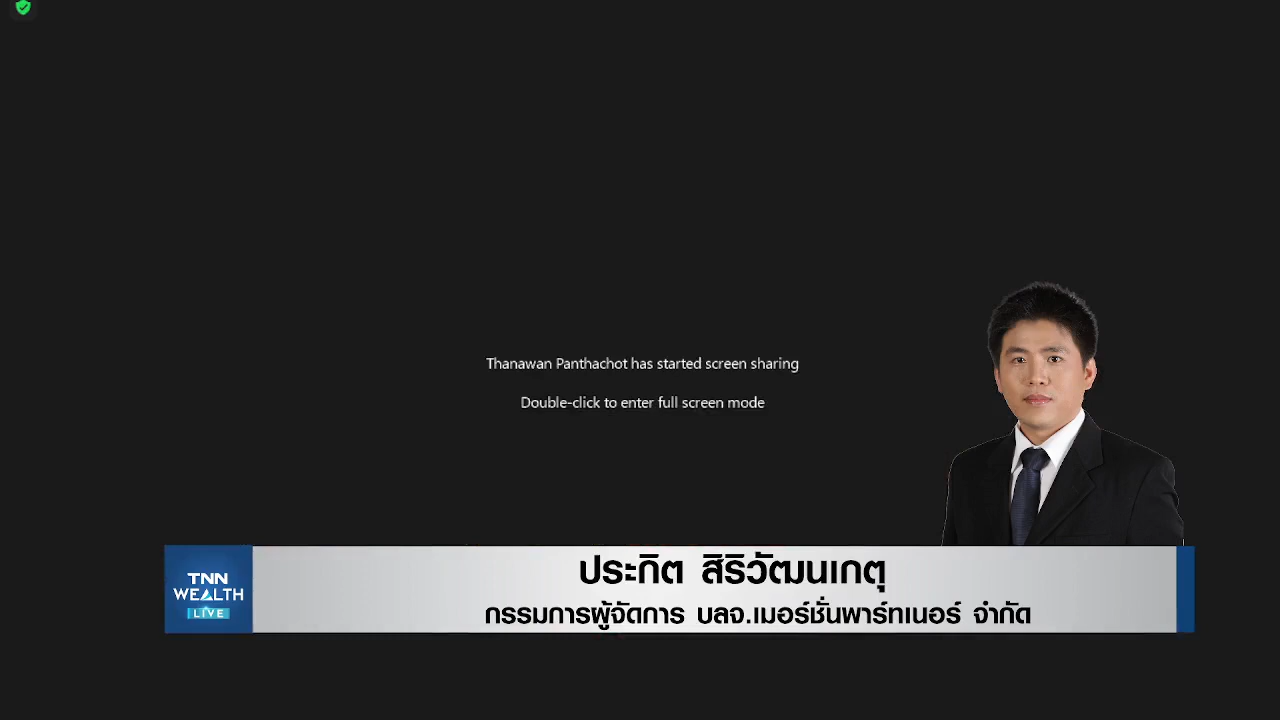 Thanawan Panthachot has started screen sharing
Double-click to enter full screen mode
TNN
WEALTH
LIVE
ประกิต สิริวัฒนเกตุ
กรรมการผู้จัดการ บลจ.เมอร์ชั่นพาร์ทเนอร์ จำกัด